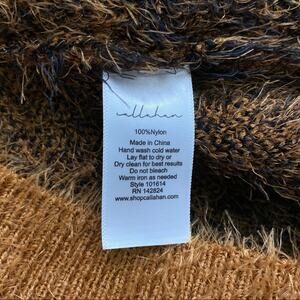 callahan
100%Nylon
Made in China
Hand wash cold water
Lay flat to dry or
Dry clean for best results
Do not bleach
Warm iron as needed
Style 101614
RN 142824
www.shopcallahan.com